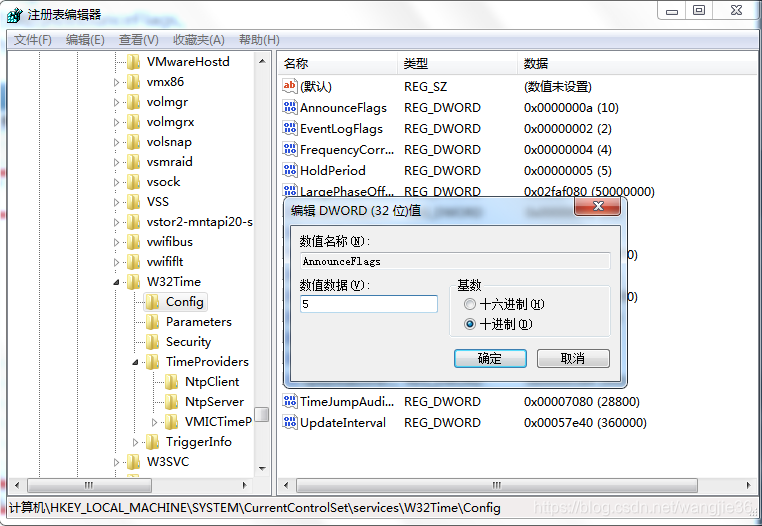 注册表编辑器
文件(F) 编辑(E) 查看(V) 收藏夹(A) 帮助(H)
VMwareHostd
vmx86
volmgr
volmgrx
volsnap
vsmraid
vsock
VSS
vstor2-mntapi20-s
vwifibus
vwififlt
W32Time
Config
Parameters
Security
TimeProviders
NtpClient
NtpServer
VMICTimeP
TriggerInfo
W3SVC
名称 类型 数据
(默认) REG_SZ (数值未设置)
AnnounceFlags REG_DWORD 0x0000000a (10)
EventLogFlags REG_DWORD 0x00000002 (2)
FrequencyCorr... REG_DWORD 0x00000004 (4)
HoldPeriod REG_DWORD 0x00000005 (5)
LargePhaseOff... REG_DWORD 0x02faf080 (50000000)
编辑 DWORD (32 位)值
数值名称(N):
AnnounceFlags
数值数据(V):
5
基数
十六进制(H)
十进制(D)
确定 取消
0)
0)
TimeJumpAudi... REG_DWORD 0x00007080 (28800)
UpdateInterval REG_DWORD 0x00057e40 (360000)
计算机\HKEY_LOCAL_MACHINE\SYSTEM\CurrentControlSet\services\W32Time\Config
https://blog.csdn.net/wangjie36